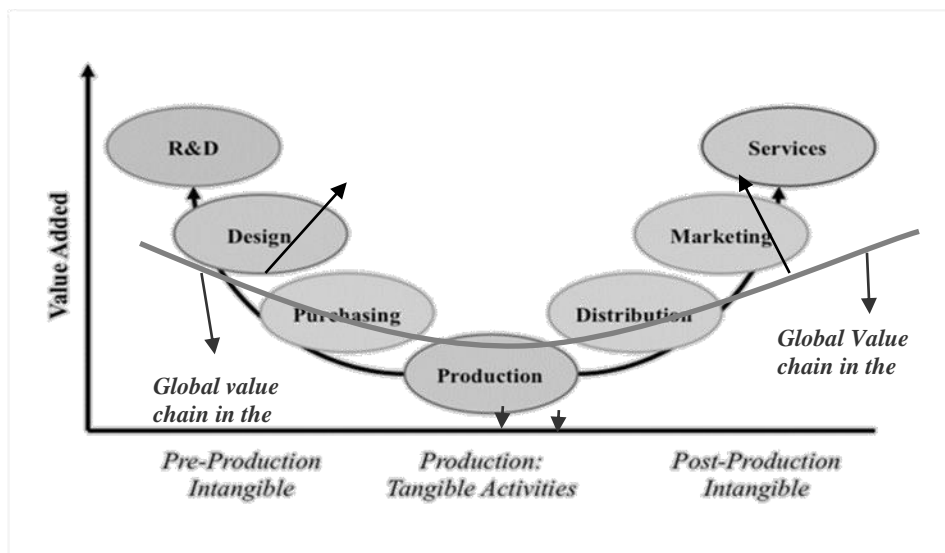 Value Added
R&D
Services
Design
Marketing
Purchasing
Distribution
Production
Global value
chain in the
Global Value
chain in the
Pre-Production
Intangible
Production:
Tangible Activities
Post-Production
Intangible